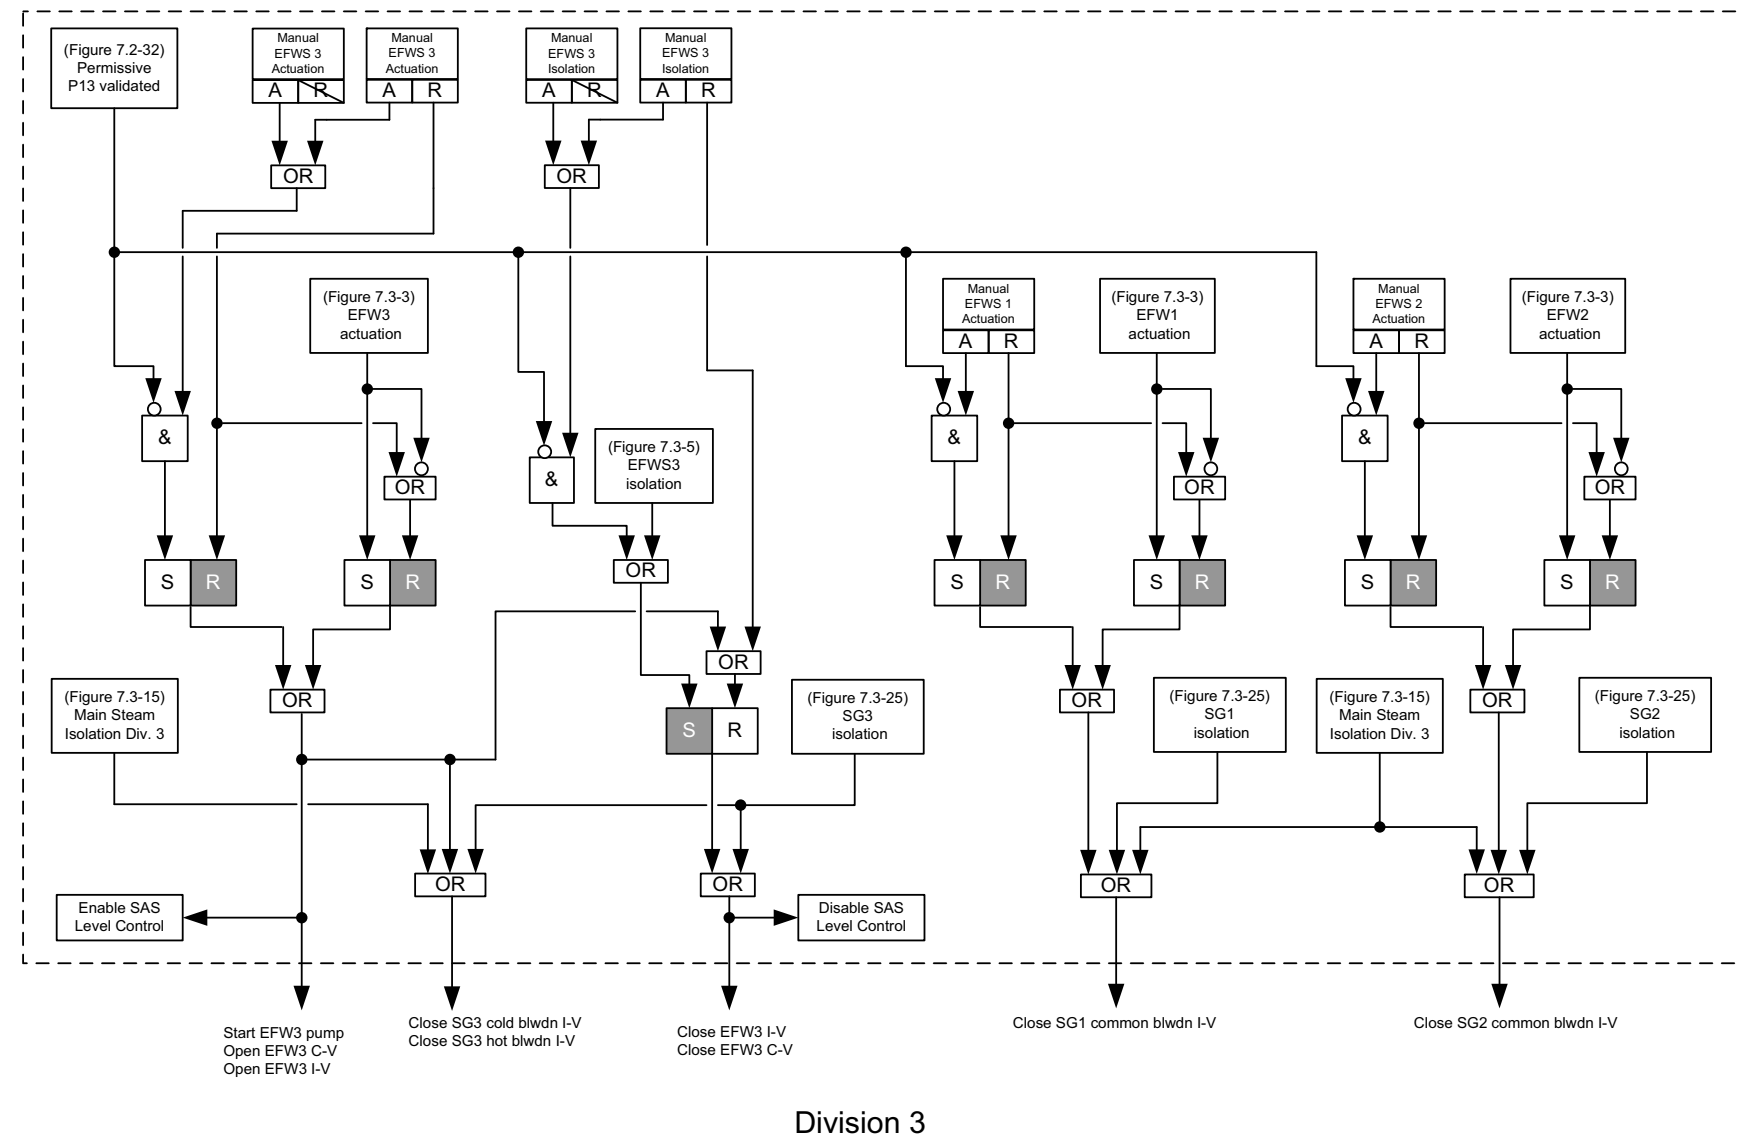 (Figure 7.2-32)
Permissive
P13 validated
Manual
EFWS 3
Actuation
A R
Manual
EFWS 3
Actuation
A R
Manual
EFWS 3
Isolation
A R
Manual
EFWS 3
Isolation
A R
OR
OR
(Figure 7.3-3)
EFW3
actuation
Manual
EFWS 1
Actuation
A R
(Figure 7.3-3)
EFW1
actuation
Manual
EFWS 2
Actuation
A R
(Figure 7.3-3)
EFW2
actuation
&
OR
&
(Figure 7.3-5)
EFWS3
isolation
&
OR
&
OR
S R
S R
OR
S R
S R
S R
S R
OR
(Figure 7.3-15)
Main Steam
Isolation Div. 3
OR
S R
(Figure 7.3-25)
SG3
isolation
OR
(Figure 7.3-25)
SG1
isolation
(Figure 7.3-15)
Main Steam
Isolation Div. 3
OR
(Figure 7.3-25)
SG2
isolation
OR
OR
OR
OR
Enable SAS
Level Control
Disable SAS
Level Control
Start EFW3 pump
Open EFW3 C-V
Open EFW3 I-V
Close SG3 cold blwdn I-V
Close SG3 hot blwdn I-V
Close EFW3 I-V
Close EFW3 C-V
Close SG1 common blwdn I-V
Close SG2 common blwdn I-V
Division 3